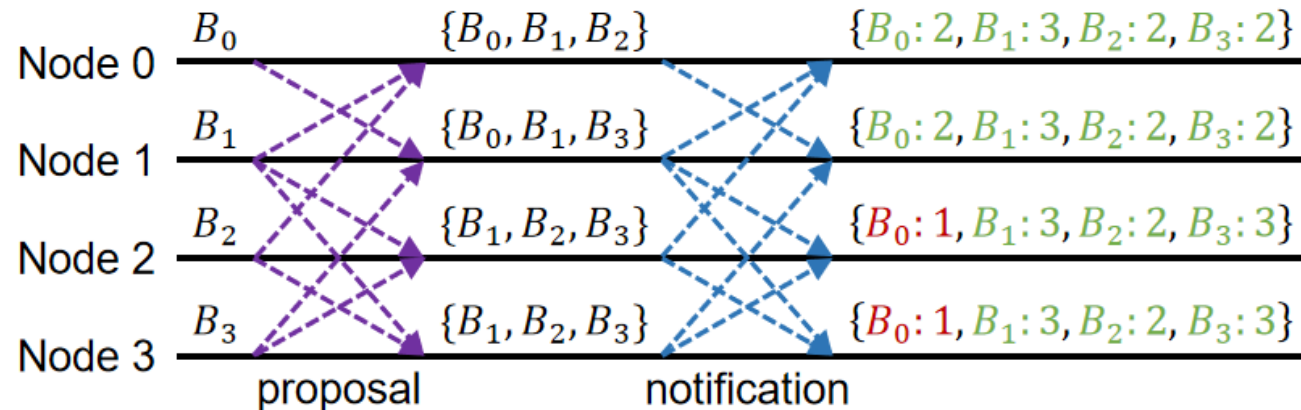 B₀ {B₀, B₁, B₂} {B₀: 2, B₁: 3, B₂: 2, B₃: 2}
Node 0
B₁ {B₀, B₁, B₃} {B₀: 2, B₁: 3, B₂: 2, B₃: 2}
Node 1
B₂ {B₁, B₂, B₃} {B₀: 1, B₁: 3, B₂: 2, B₃: 3}
Node 2
B₃ {B₁, B₂, B₃} {B₀: 1, B₁: 3, B₂: 2, B₃: 3}
Node 3
proposal notification